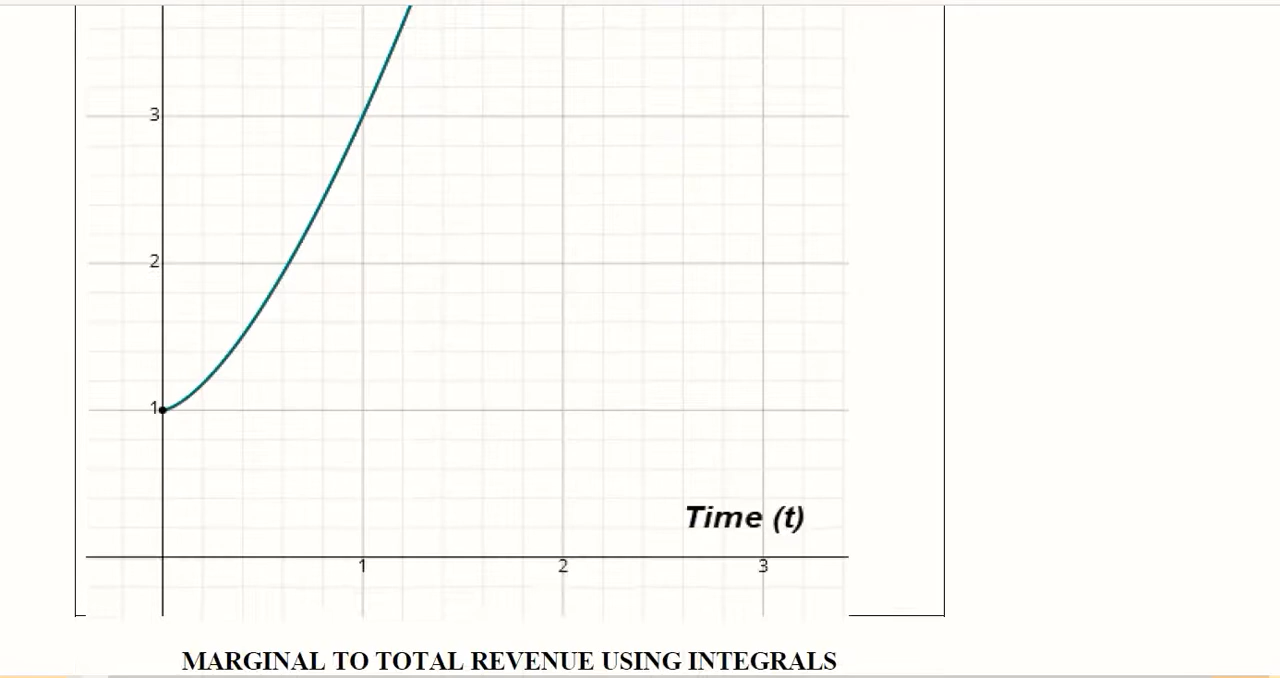 3
2
1
Time (t)
1 2 3
MARGINAL TO TOTAL REVENUE USING INTEGRALS